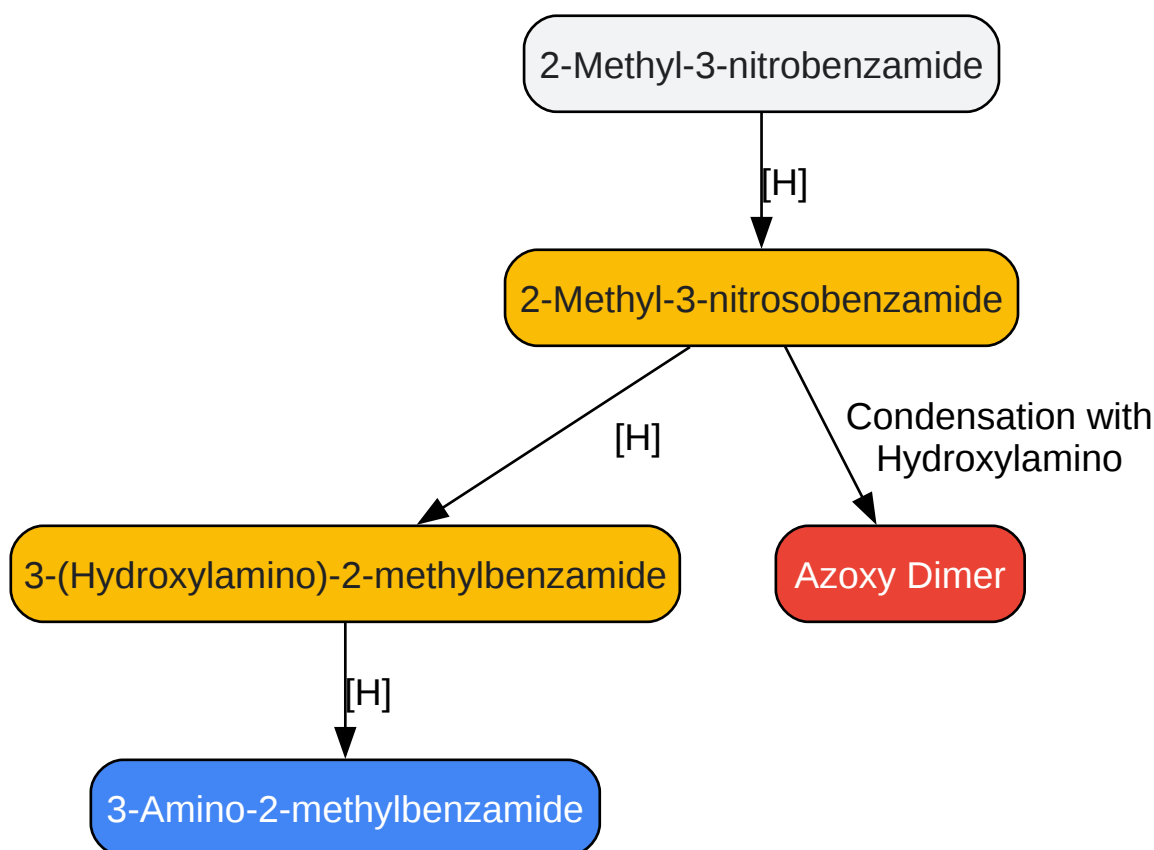 2-Methyl-3-nitrobenzamide
[H]
2-Methyl-3-nitrosobenzamide
[H]
Condensation with
Hydroxylamino
3-(Hydroxylamino)-2-methylbenzamide
Azoxy Dimer
[H]
3-Amino-2-methylbenzamide